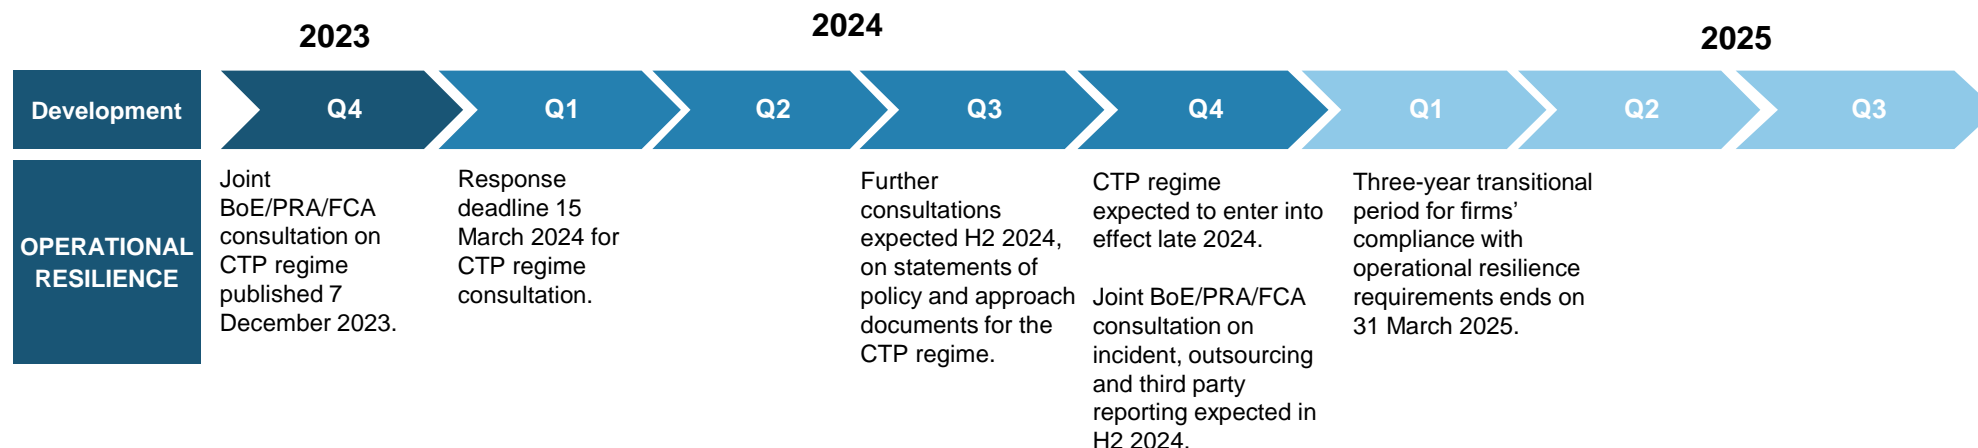 2023
2024
2025
Development
Q4
Q1
Q2
Q3
Q4
Q1
Q2
Q3
OPERATIONAL
RESILIENCE
Joint
BoE/PRA/FCA
consultation on
CTP regime
published 7
December 2023.
Response
deadline 15
March 2024 for
CTP regime
consultation.
Further
consultations
expected H2 2024,
on statements of
policy and approach
documents for the
CTP regime.
CTP regime
expected to enter into
effect late 2024.
Joint BoE/PRA/FCA
consultation on
incident, outsourcing
and third party
reporting expected in
H2 2024.
Three-year transitional
period for firms’
compliance with
operational resilience
requirements ends on
31 March 2025.